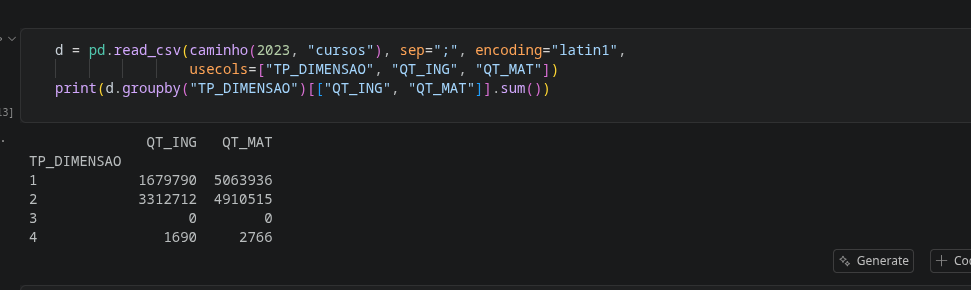 d = pd.read_csv(caminho(2023, "cursos"), sep=";", encoding="latin1",
usecols=["TP_DIMENSAO", "QT_ING", "QT_MAT"])
print(d.groupby("TP_DIMENSAO")[["QT_ING", "QT_MAT"]].sum())
13]
QT_ING QT_MAT
TP_DIMENSAO
1 1679790 5063936
2 3312712 4910515
3 0 0
4 1690 2766
Generate